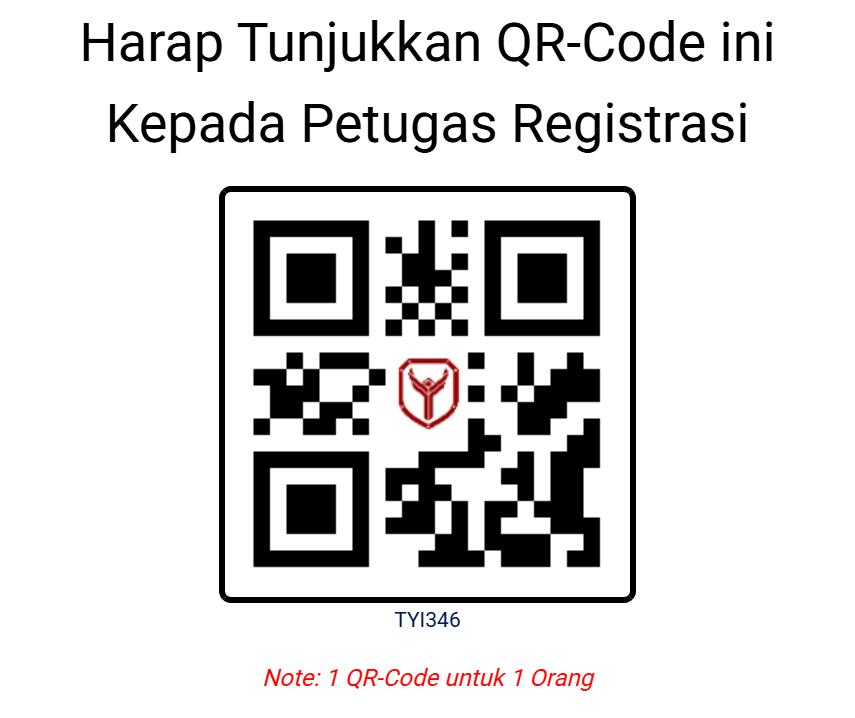 Harap Tunjukkan QR-Code ini
Kepada Petugas Registrasi
TYI346
Note: 1 QR-Code untuk 1 Orang